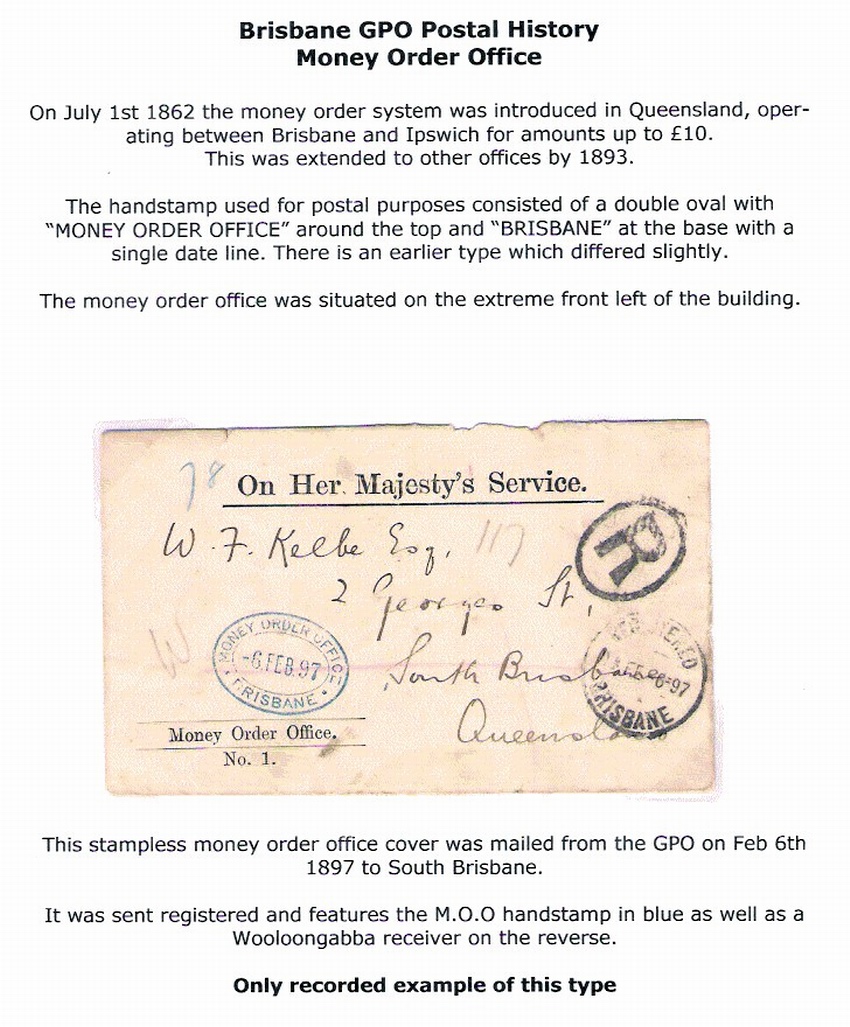 Brisbane GPO Postal History
Money Order Office
On July 1st 1862 the money order system was introduced in Queensland, oper-
ating between Brisbane and Ipswich for amounts up to £10.
This was extended to other offices by 1893.
The handstamp used for postal purposes consisted of a double oval with
“MONEY ORDER OFFICE” around the top and “BRISBANE” at the base with a
single date line. There is an earlier type which differed slightly.
The money order office was situated on the extreme front left of the building.
78
On Her Majesty's Service.
W. F. Kelbe Esq. 117
R
2 Georges St,
MONEY ORDER OFFICE
-6.FEB.97
BRISBANE
South Brisbane
97
BRISBANE
Queensland
W
Money Order Office.
No. 1.
This stampless money order office cover was mailed from the GPO on Feb 6th
1897 to South Brisbane.
It was sent registered and features the M.O.O handstamp in blue as well as a
Wooloongabba receiver on the reverse.
Only recorded example of this type